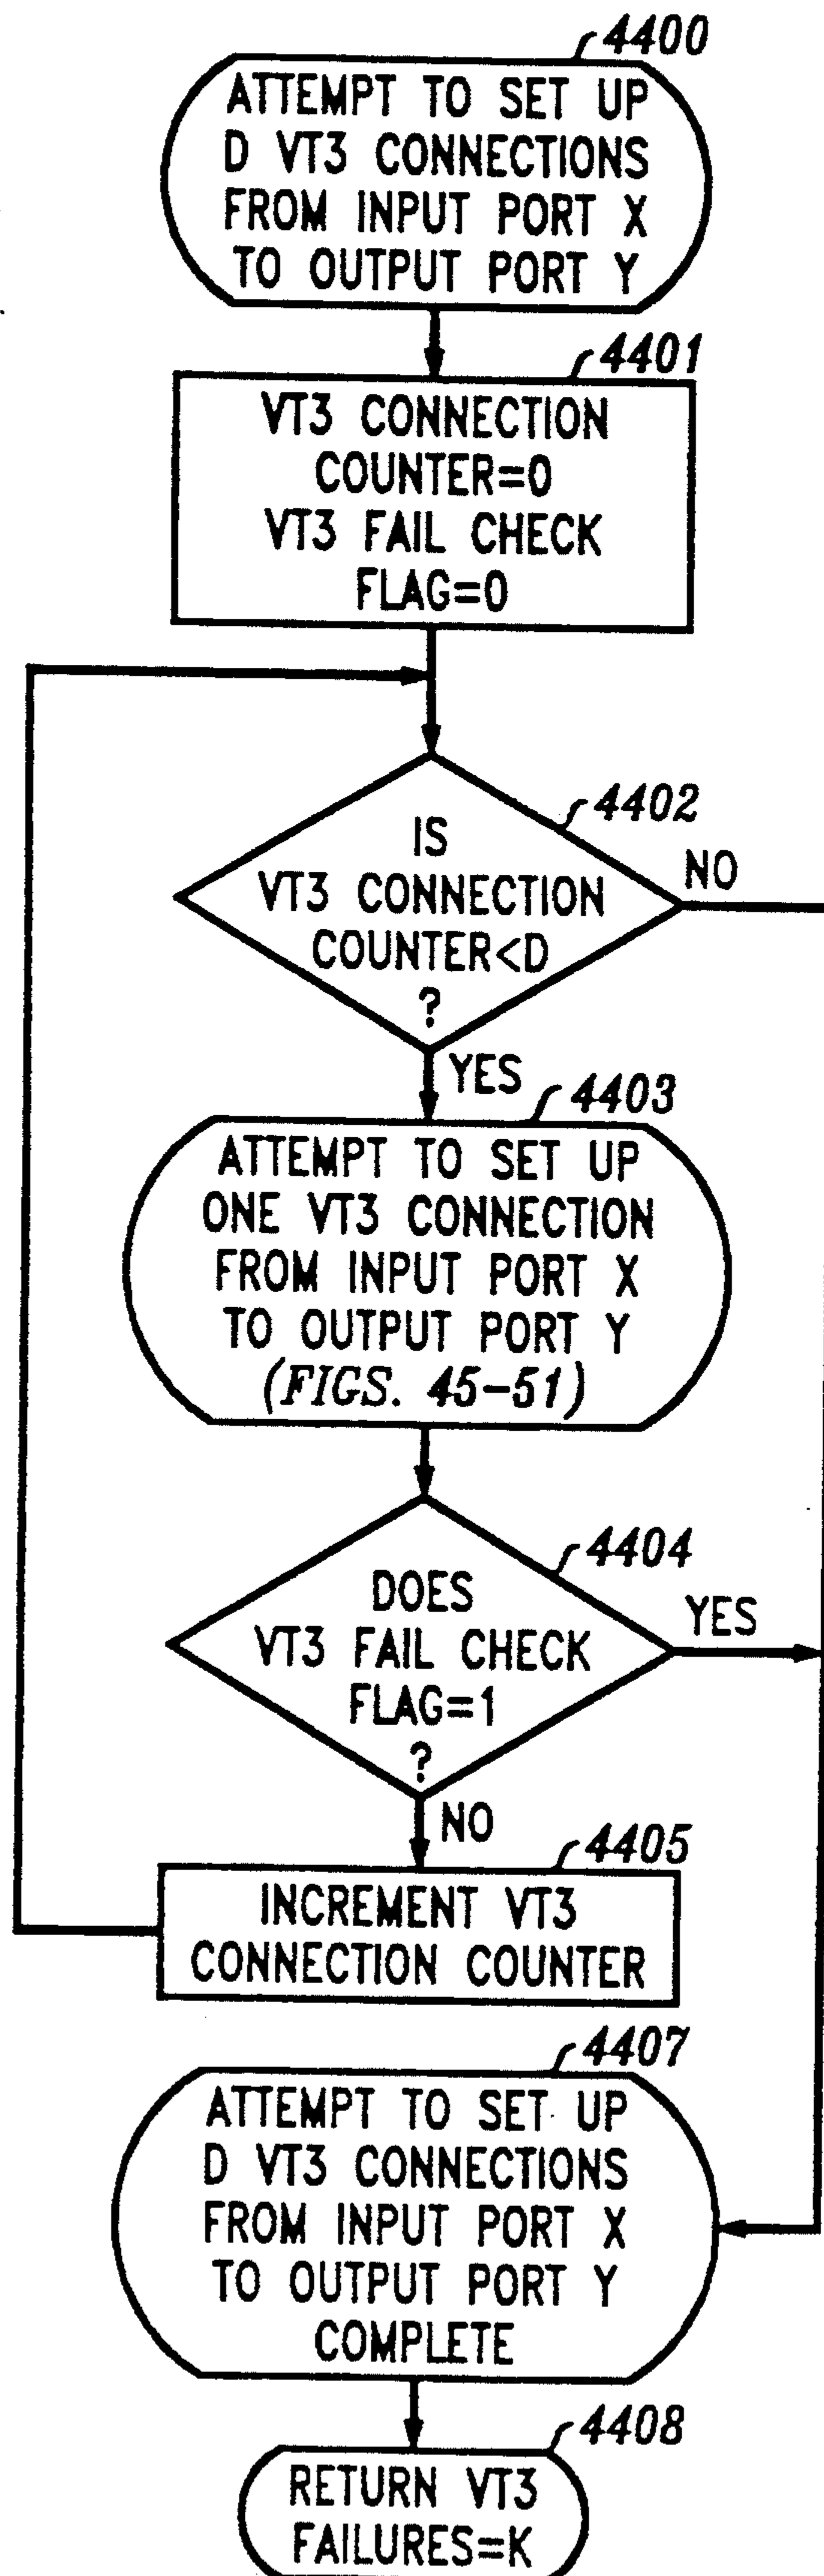 4400
ATTEMPT TO SET UP
D VT3 CONNECTIONS
FROM INPUT PORT X
TO OUTPUT PORT Y
4401
VT3 CONNECTION
COUNTER=0
VT3 FAIL CHECK
FLAG=0
4402
IS
VT3 CONNECTION
COUNTER<D
?
NO
YES
4403
ATTEMPT TO SET UP
ONE VT3 CONNECTION
FROM INPUT PORT X
TO OUTPUT PORT Y
(FIGS. 45-51)
4404
DOES
VT3 FAIL CHECK
FLAG=1
?
YES
NO
4405
INCREMENT VT3
CONNECTION COUNTER
4407
ATTEMPT TO SET UP
D VT3 CONNECTIONS
FROM INPUT PORT X
TO OUTPUT PORT Y
COMPLETE
4408
RETURN VT3
FAILURES=K